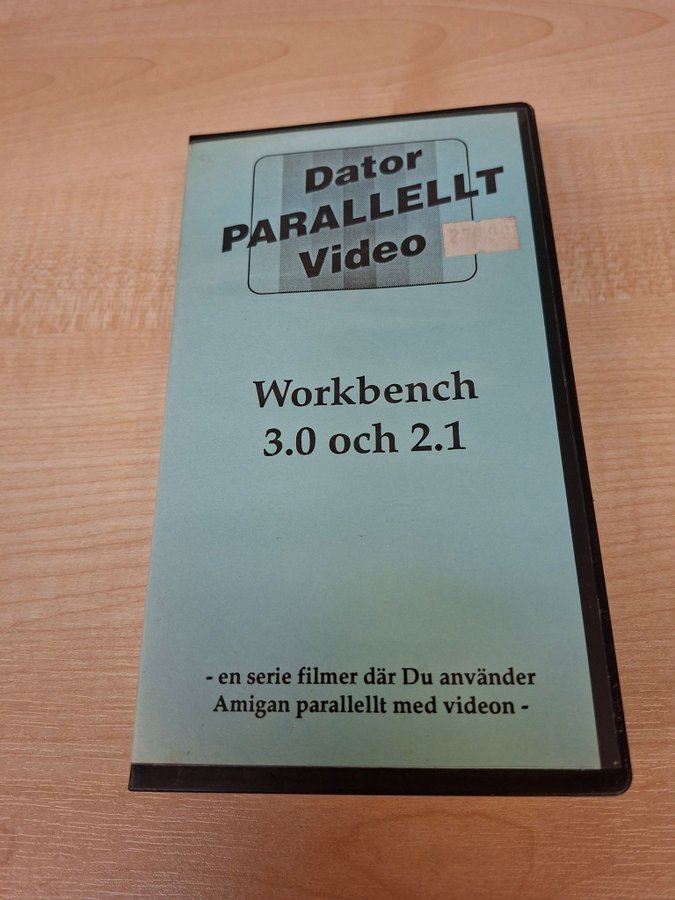 Dator
PARALLELLT
Video
Workbench
3.0 och 2.1
- en serie filmer där Du använder
Amigan parallellt med videon -